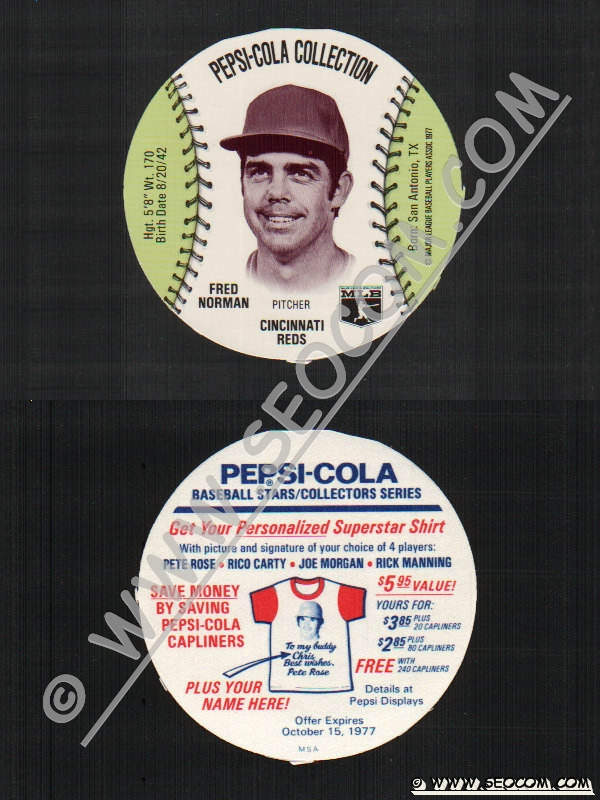 PEPSI-COLA COLLECTION
Hgt. 5'8" Wt. 170
Birth Date 8/20/42
Born: San Antonio, TX
© MAJOR LEAGUE BASEBALL PLAYERS ASSOC 1977
FRED
NORMAN
PITCHER
CINCINNATI
REDS
MLB
PEPSI-COLA
®
BASEBALL STARS/COLLECTORS SERIES
Get Your Personalized Superstar Shirt
With picture and signature of your choice of 4 players:
PETE ROSE • RICO CARTY • JOE MORGAN • RICK MANNING
SAVE MONEY
BY SAVING
PEPSI-COLA
CAPLINERS
$5.95 VALUE!
YOURS FOR:
$3.85 PLUS 20 CAPLINERS
$2.85 PLUS 80 CAPLINERS
FREE WITH 240 CAPLINERS
To my buddy
Chris
Best wishes,
Pete Rose
PLUS YOUR
NAME HERE!
Details at
Pepsi Displays
Offer Expires
October 15, 1977
MSA
© WWW.SEOCOM.COM
© WWW.SEOCOM.COM